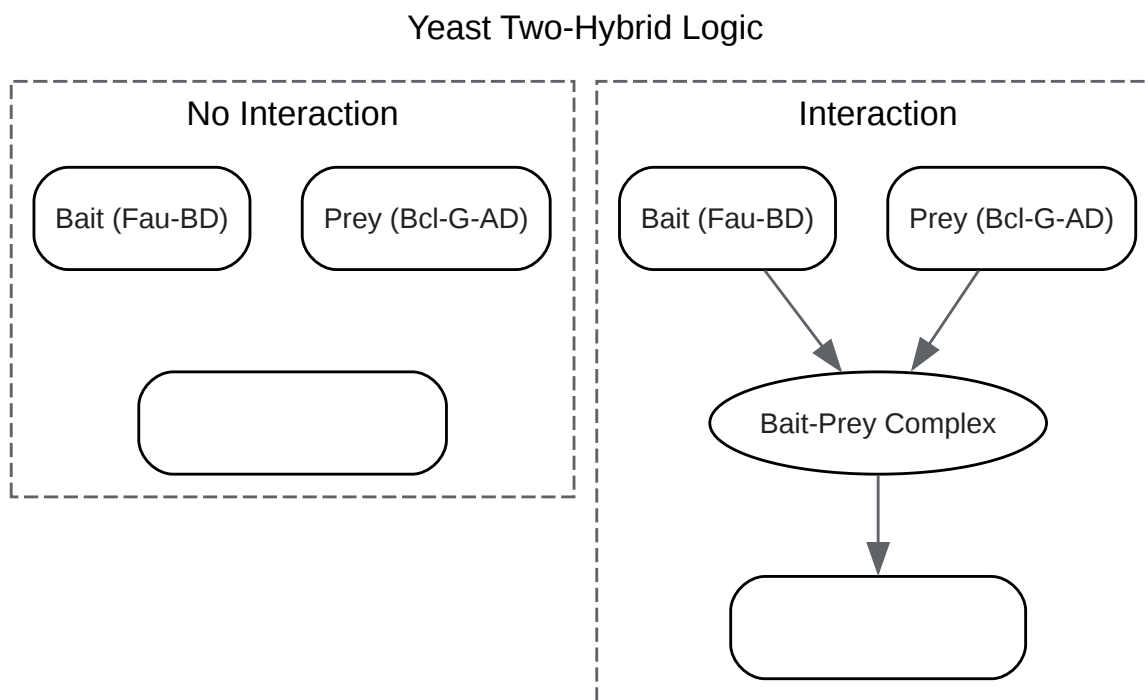 Yeast Two-Hybrid Logic
No Interaction
Bait (Fau-BD)
Prey (Bcl-G-AD)
Interaction
Bait (Fau-BD)
Prey (Bcl-G-AD)
Bait-Prey Complex